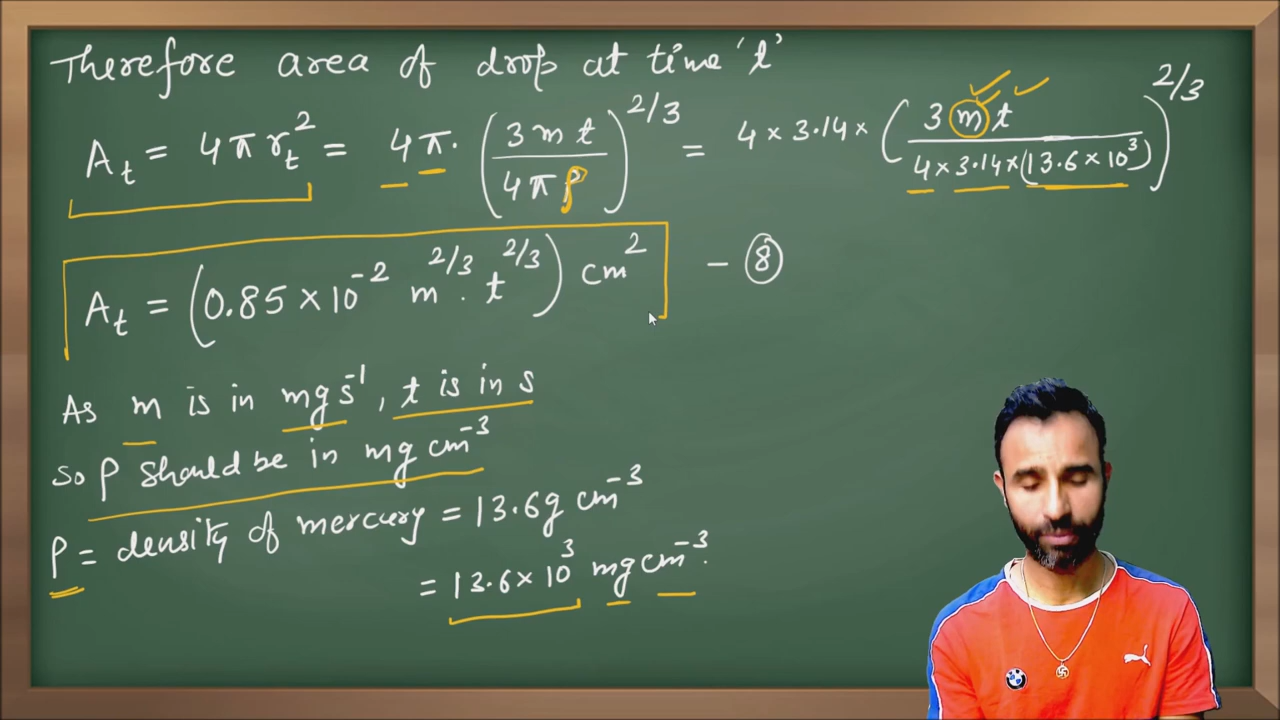 Therefore area of drop at time 't'
A_t = 4πr_t^2 = 4π. (3mt / 4πρ)^2/3 = 4 × 3.14 × (3mt / 4 × 3.14 × (13.6 × 10^3))^2/3
A_t = (0.85 × 10^-2 m^2/3 . t^2/3) cm^2 - ⑧
As m is in mg s^-1, t is in s
so ρ should be in mg cm^-3
ρ = density of mercury = 13.6g cm^-3
= 13.6 × 10^3 mg cm^-3.
BMW
PUMA